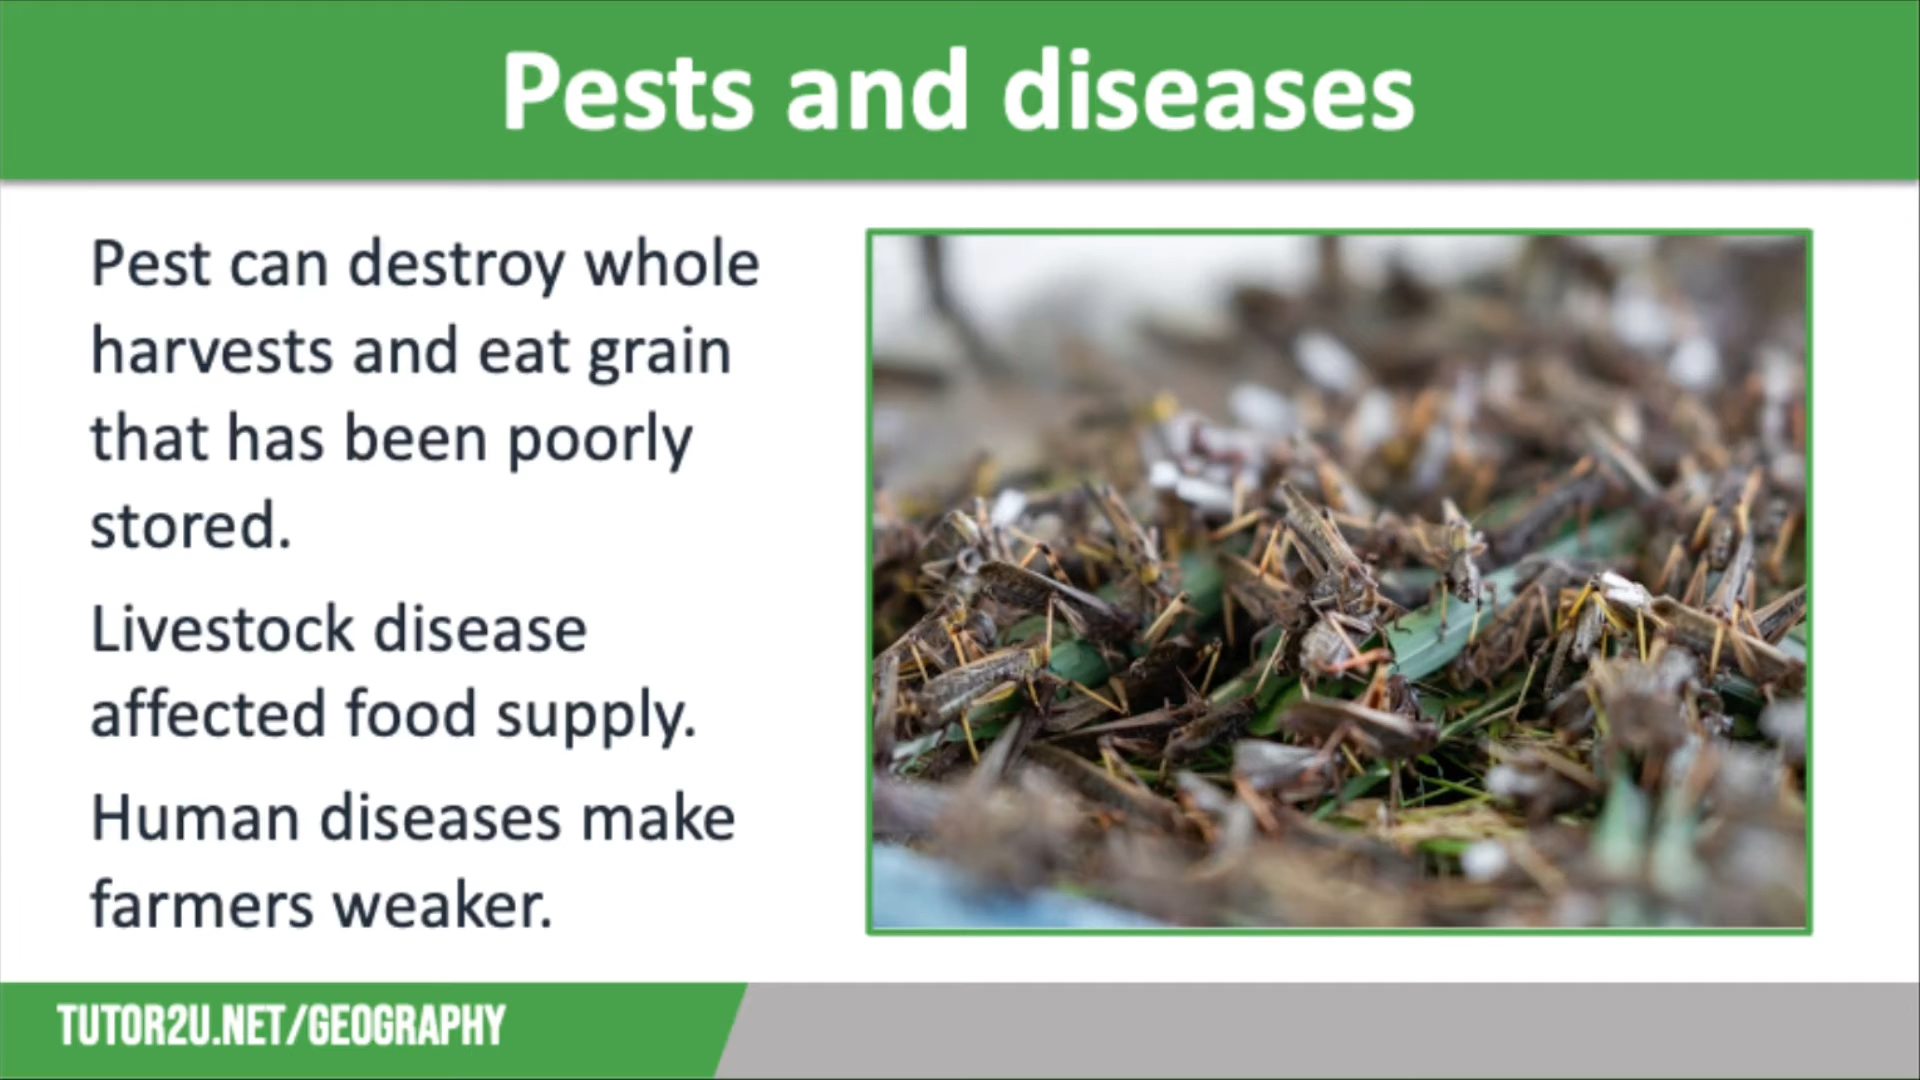 Pests and diseases
Pest can destroy whole
harvests and eat grain
that has been poorly
stored.
Livestock disease
affected food supply.
Human diseases make
farmers weaker.
TUTOR2U.NET/GEOGRAPHY